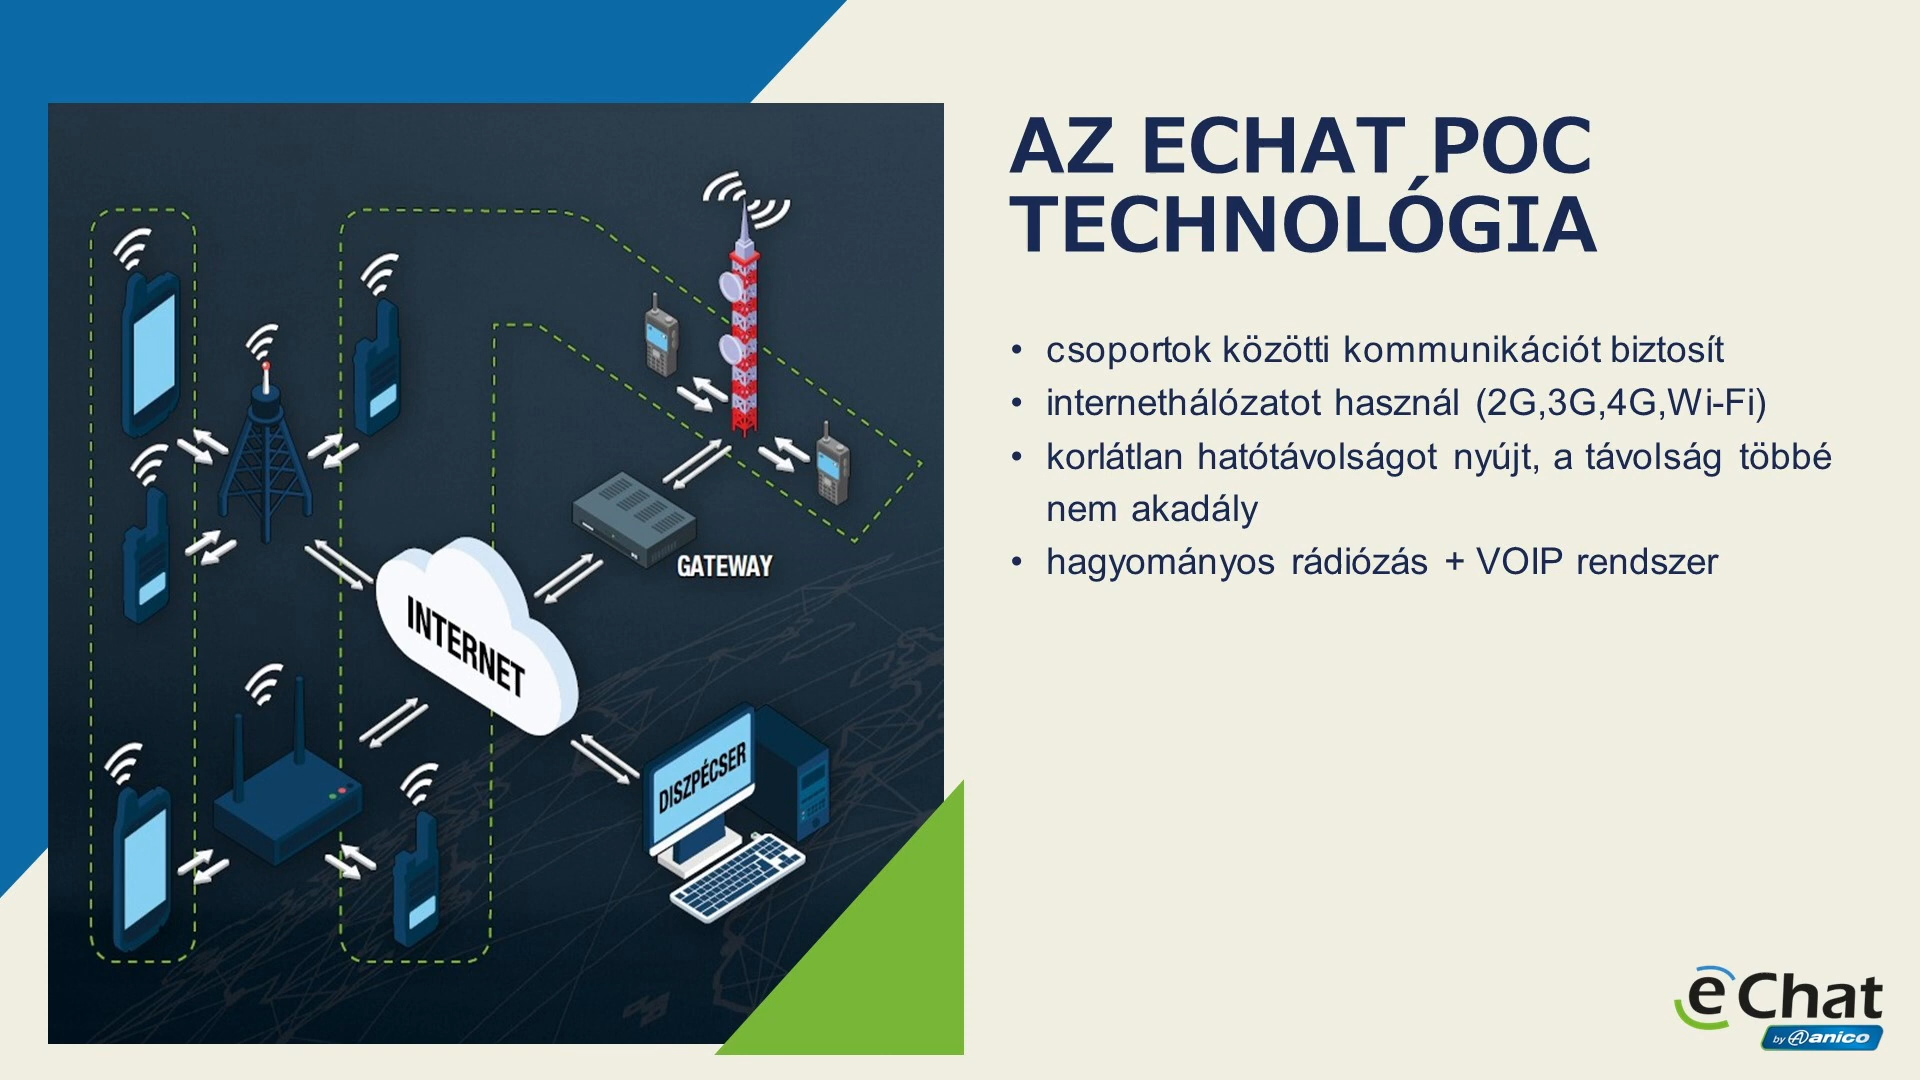 AZ ECHAT POC
TECHNOLÓGIA
• csoportok közötti kommunikációt biztosít
• internethálózatot használ (2G,3G,4G,Wi-Fi)
• korlátlan hatótávolságot nyújt, a távolság többé
nem akadály
• hagyományos rádiózás + VOIP rendszer
GATEWAY
INTERNET
DISZPÉCSER
eChat
by anico